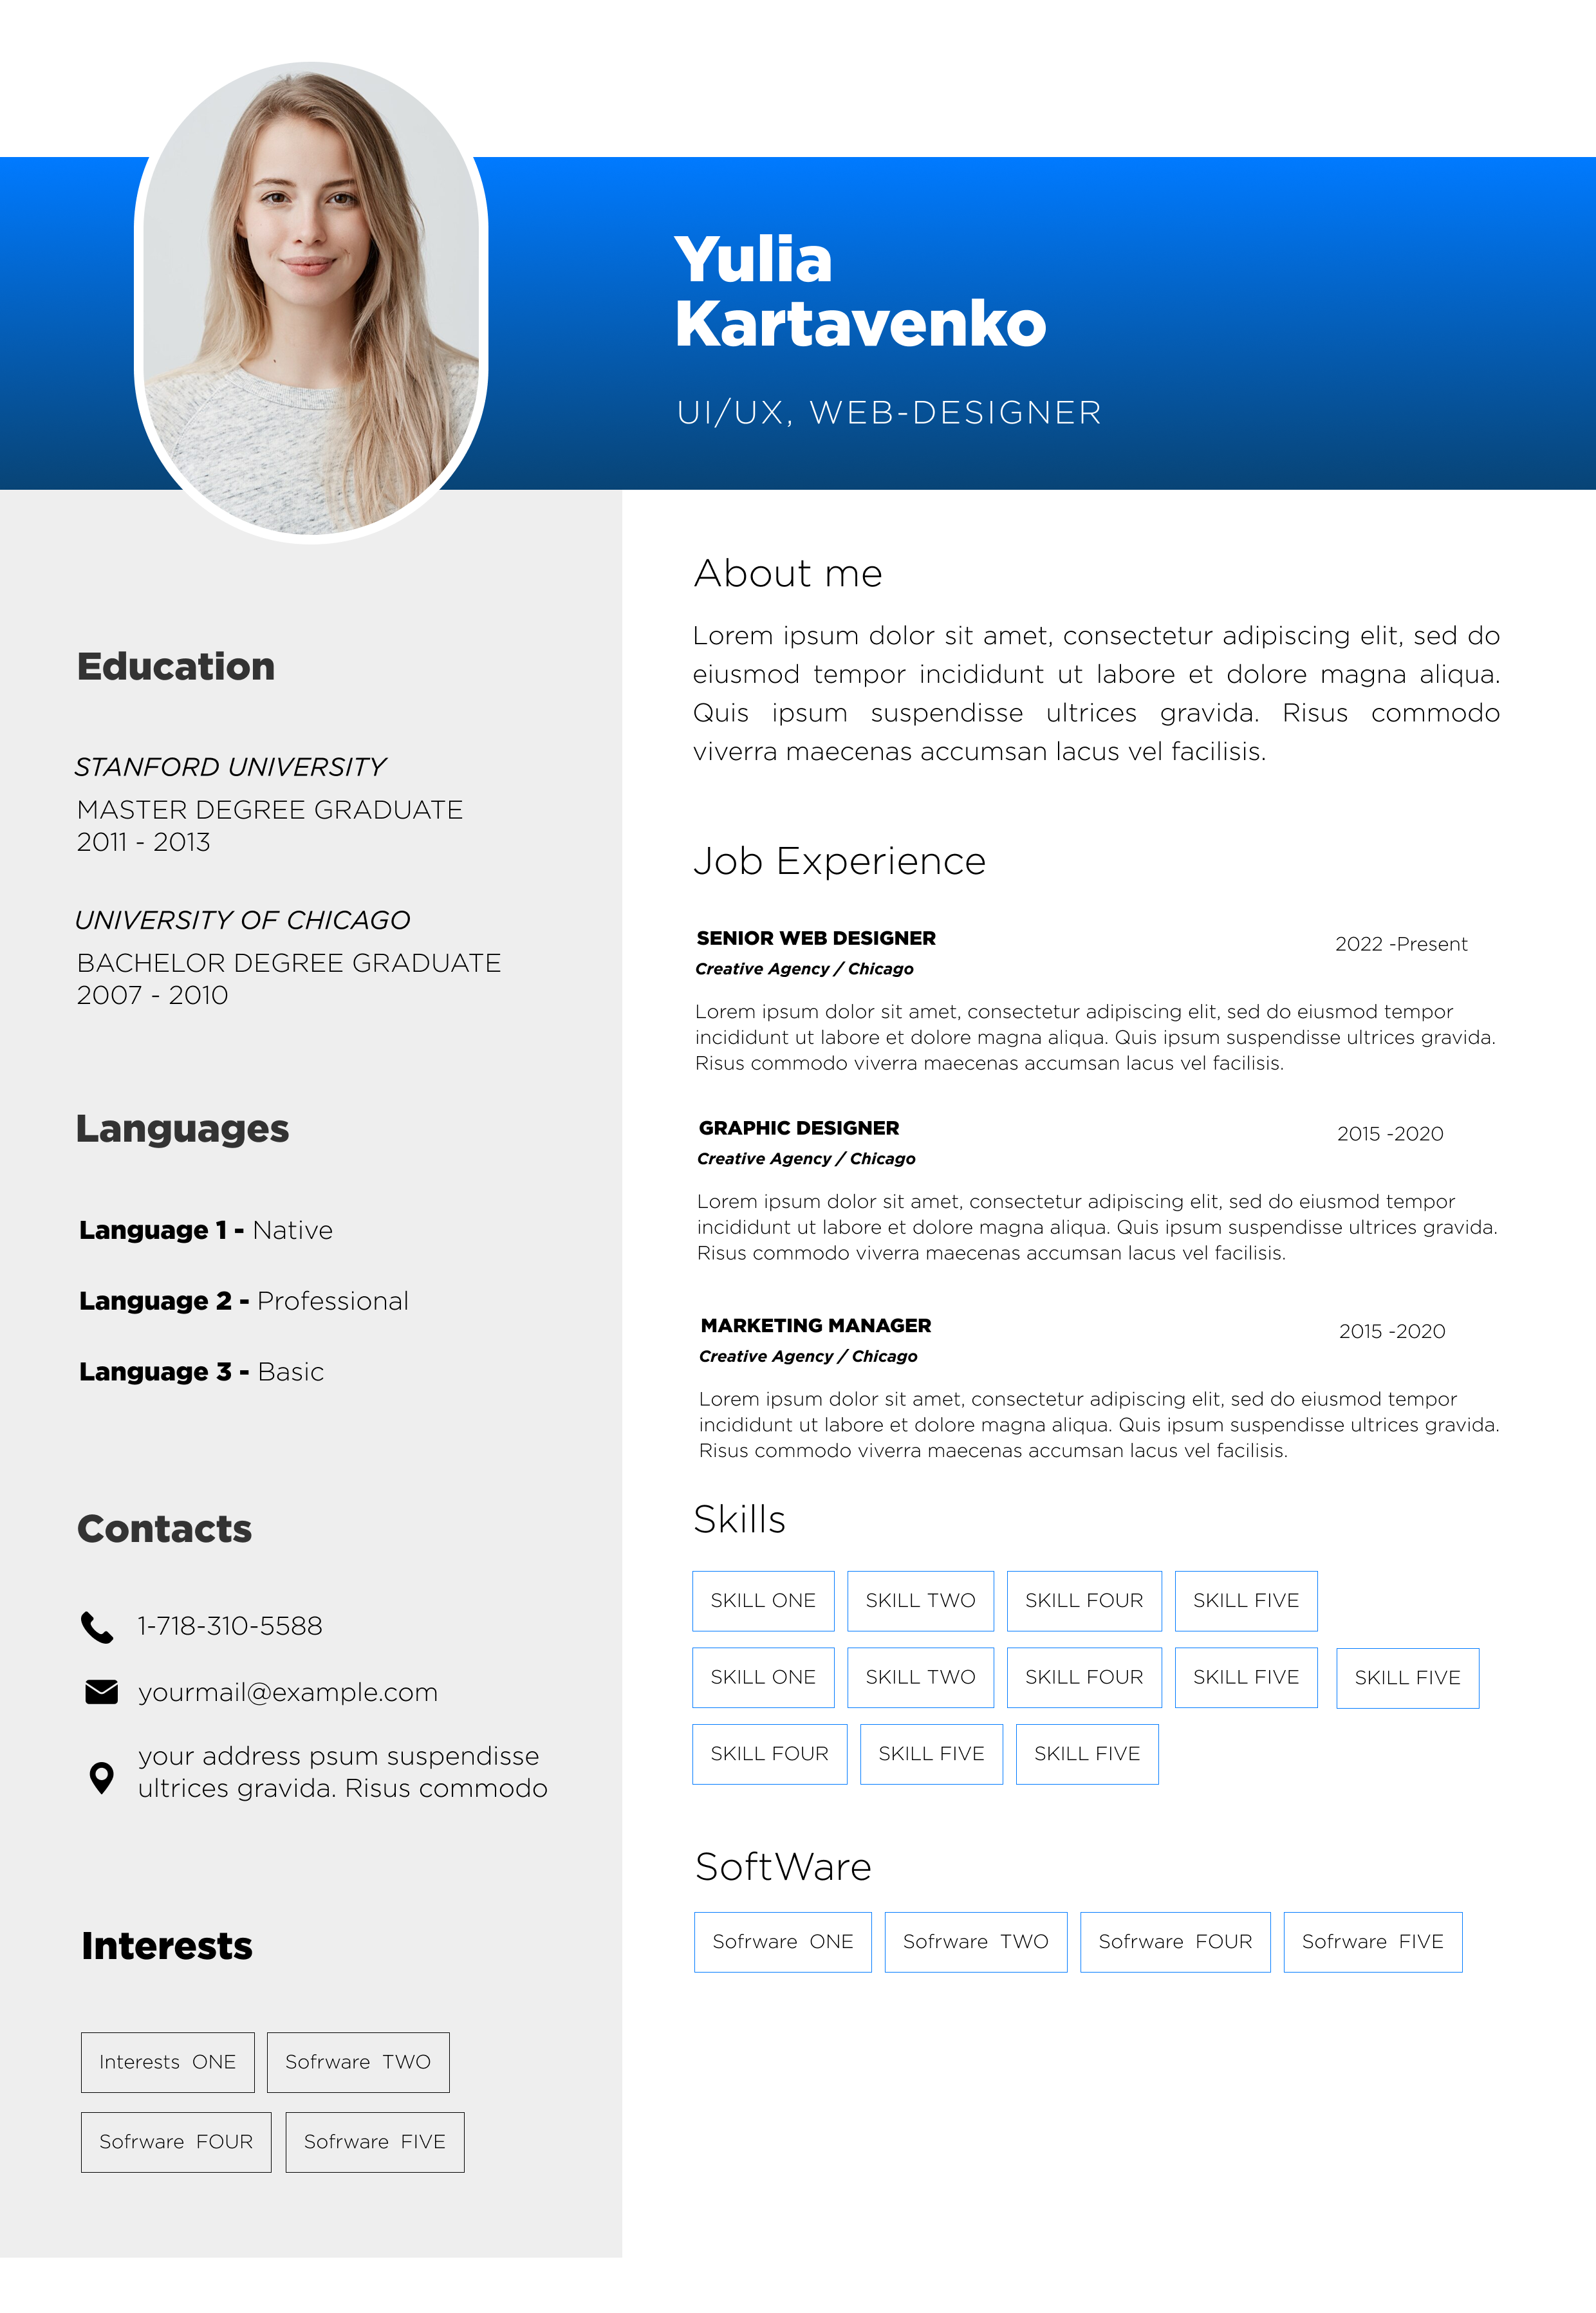 Yulia
Kartavenko
UI/UX, WEB-DESIGNER
Education
STANFORD UNIVERSITY
MASTER DEGREE GRADUATE
2011 - 2013
UNIVERSITY OF CHICAGO
BACHELOR DEGREE GRADUATE
2007 - 2010
Languages
Language 1 - Native
Language 2 - Professional
Language 3 - Basic
Contacts
1-718-310-5588
yourmail@example.com
your address psum suspendisse
ultrices gravida. Risus commodo
Interests
Interests ONE
Sofrware TWO
Sofrware FOUR
Sofrware FIVE
About me
Lorem ipsum dolor sit amet, consectetur adipiscing elit, sed do
eiusmod tempor incididunt ut labore et dolore magna aliqua.
Quis ipsum suspendisse ultrices gravida. Risus commodo
viverra maecenas accumsan lacus vel facilisis.
Job Experience
SENIOR WEB DESIGNER
2022 -Present
Creative Agency / Chicago
Lorem ipsum dolor sit amet, consectetur adipiscing elit, sed do eiusmod tempor
incididunt ut labore et dolore magna aliqua. Quis ipsum suspendisse ultrices gravida.
Risus commodo viverra maecenas accumsan lacus vel facilisis.
GRAPHIC DESIGNER
2015 -2020
Creative Agency / Chicago
Lorem ipsum dolor sit amet, consectetur adipiscing elit, sed do eiusmod tempor
incididunt ut labore et dolore magna aliqua. Quis ipsum suspendisse ultrices gravida.
Risus commodo viverra maecenas accumsan lacus vel facilisis.
MARKETING MANAGER
2015 -2020
Creative Agency / Chicago
Lorem ipsum dolor sit amet, consectetur adipiscing elit, sed do eiusmod tempor
incididunt ut labore et dolore magna aliqua. Quis ipsum suspendisse ultrices gravida.
Risus commodo viverra maecenas accumsan lacus vel facilisis.
Skills
SKILL ONE
SKILL TWO
SKILL FOUR
SKILL FIVE
SKILL ONE
SKILL TWO
SKILL FOUR
SKILL FIVE
SKILL FIVE
SKILL FOUR
SKILL FIVE
SKILL FIVE
SoftWare
Sofrware ONE
Sofrware TWO
Sofrware FOUR
Sofrware FIVE